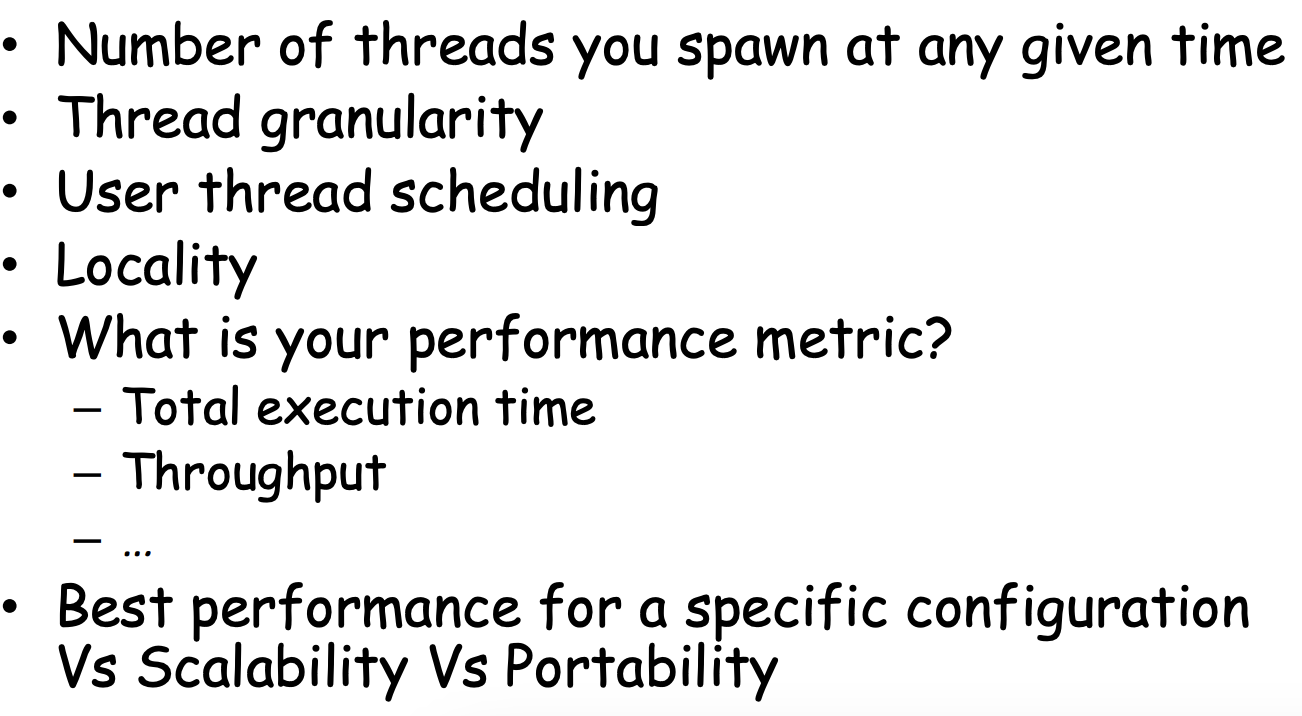 • Number of threads you spawn at any given time
• Thread granularity
• User thread scheduling
• Locality
• What is your performance metric?
– Total execution time
– Throughput
– ...
• Best performance for a specific configuration
Vs Scalability Vs Portability